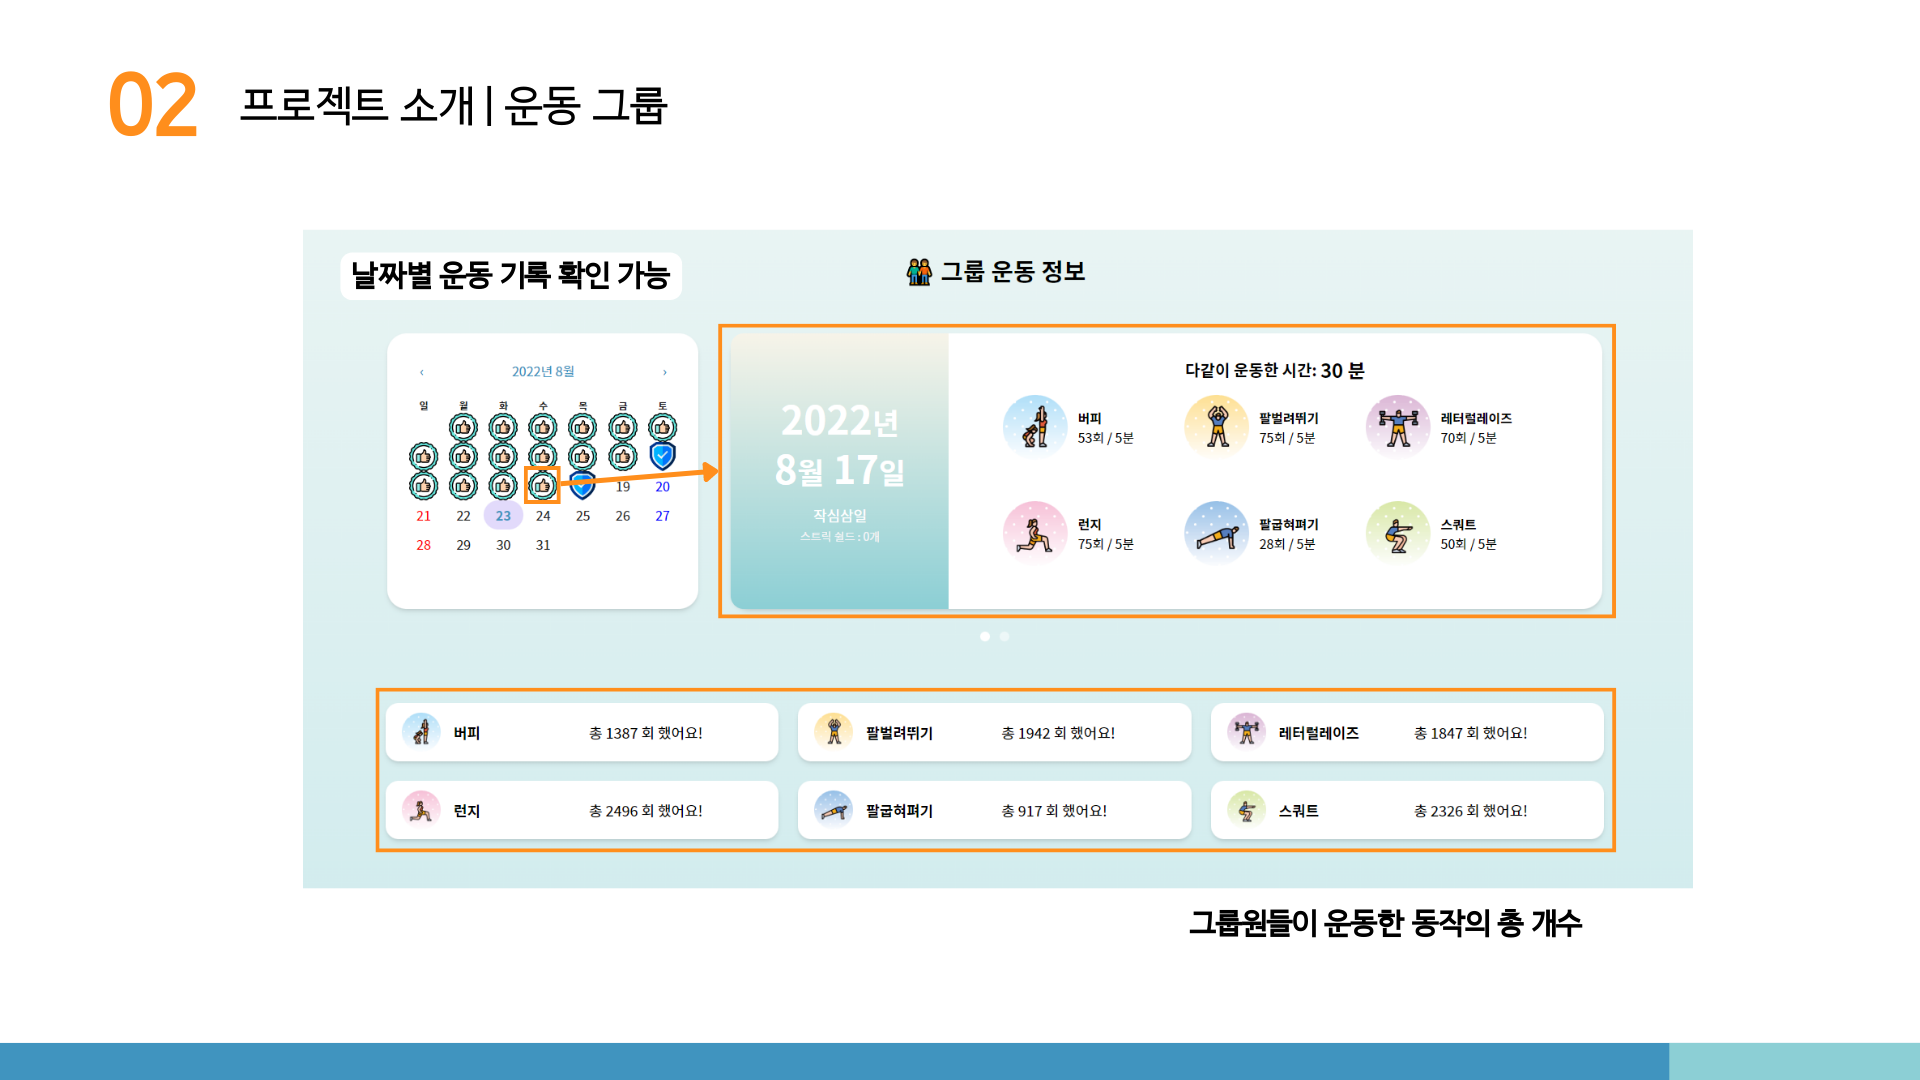 02 프로젝트 소개 | 운동 그룹
날짜별 운동 기록 확인 가능
그룹 운동 정보
‹ 2022년 8월 ›
일 월 화 수 목 금 토
19 20
21 22 23 24 25 26 27
28 29 30 31
2022년
8월 17일
작심삼일
스트릭 쉴드 : 0개
다같이 운동한 시간: 30 분
버피
53회 / 5분
팔벌려뛰기
75회 / 5분
레터럴레이즈
70회 / 5분
런지
75회 / 5분
팔굽혀펴기
28회 / 5분
스쿼트
50회 / 5분
버피 총 1387 회 했어요!
팔벌려뛰기 총 1942 회 했어요!
레터럴레이즈 총 1847 회 했어요!
런지 총 2496 회 했어요!
팔굽혀펴기 총 917 회 했어요!
스쿼트 총 2326 회 했어요!
그룹원들이 운동한 동작의 총 개수